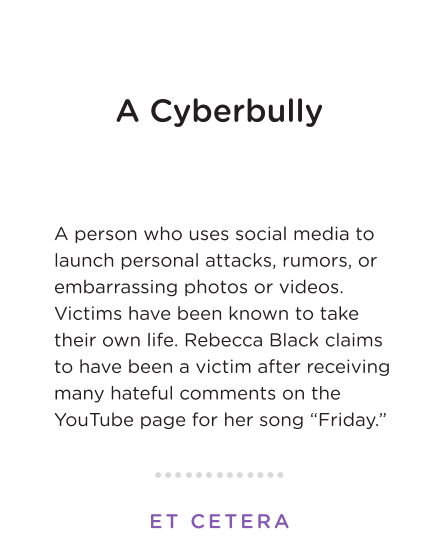 A Cyberbully
A person who uses social media to
launch personal attacks, rumors, or
embarrassing photos or videos.
Victims have been known to take
their own life. Rebecca Black claims
to have been a victim after receiving
many hateful comments on the
YouTube page for her song “Friday.”
ET CETERA